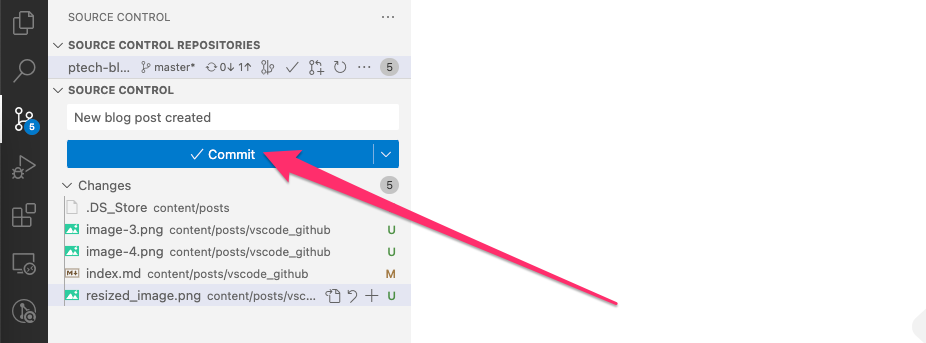 SOURCE CONTROL
SOURCE CONTROL REPOSITORIES
ptech-bl... master* 0↓ 1↑ 5
SOURCE CONTROL
New blog post created
5
Commit
Changes 5
.DS_Store content/posts
image-3.png content/posts/vscode_github U
image-4.png content/posts/vscode_github U
index.md content/posts/vscode_github M
resized_image.png content/posts/vsc... U